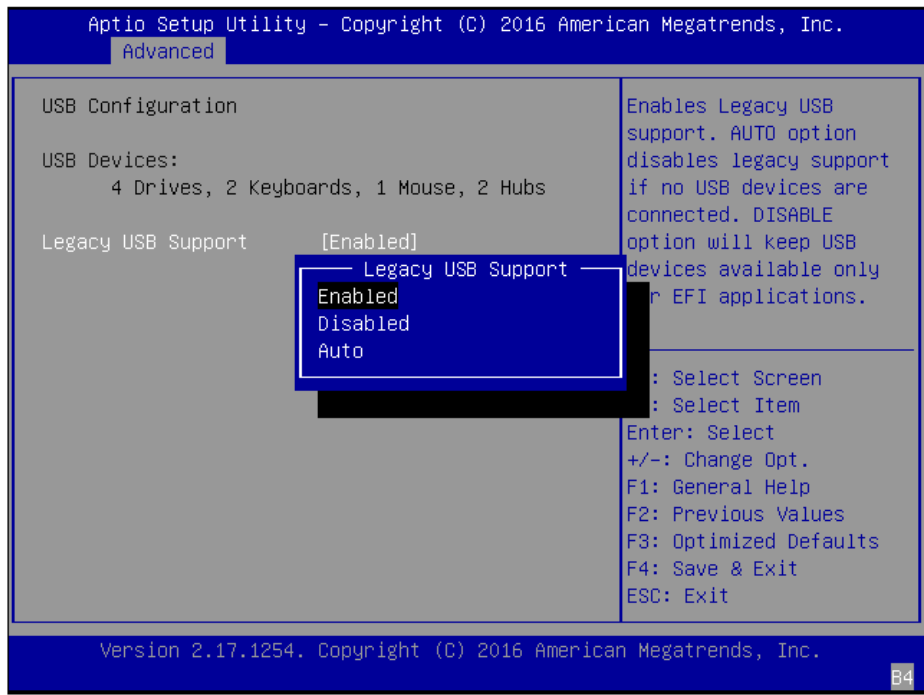 Aptio Setup Utility – Copyright (C) 2016 American Megatrends, Inc.
Advanced
USB Configuration
USB Devices:
4 Drives, 2 Keyboards, 1 Mouse, 2 Hubs
Legacy USB Support [Enabled]
Legacy USB Support
Enabled
Disabled
Auto
Enables Legacy USB
support. AUTO option
disables legacy support
if no USB devices are
connected. DISABLE
option will keep USB
devices available only
EFI applications.
: Select Screen
: Select Item
Enter: Select
+/-: Change Opt.
F1: General Help
F2: Previous Values
F3: Optimized Defaults
F4: Save & Exit
ESC: Exit
Version 2.17.1254. Copyright (C) 2016 American Megatrends, Inc.
B4